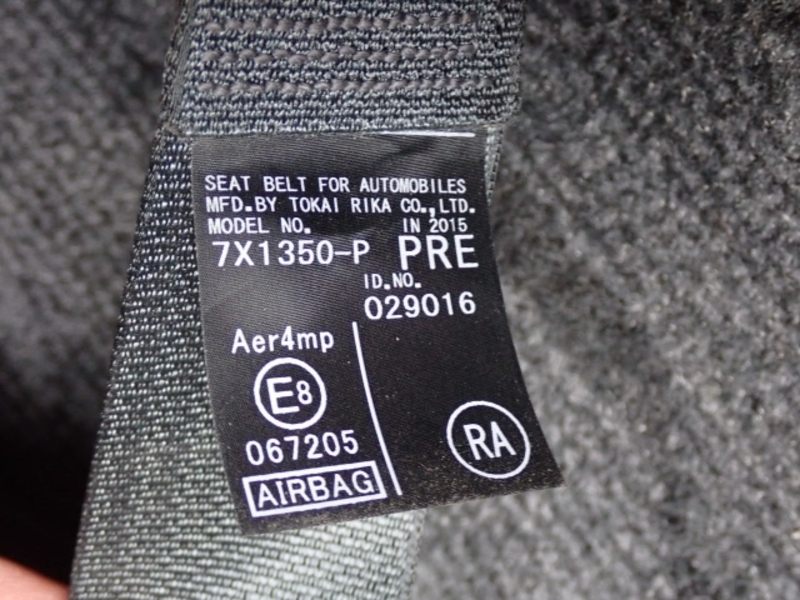 SEAT BELT FOR AUTOMOBILES
MFD.BY TOKAI RIKA CO.,LTD.
MODEL NO. IN 2015
7X1350-P PRE
ID.NO.
029016
Aer4mp
E8
067205
RA
AIRBAG